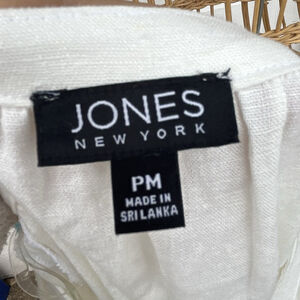 JONES
NEW YORK
PM
MADE IN
SRI LANKA